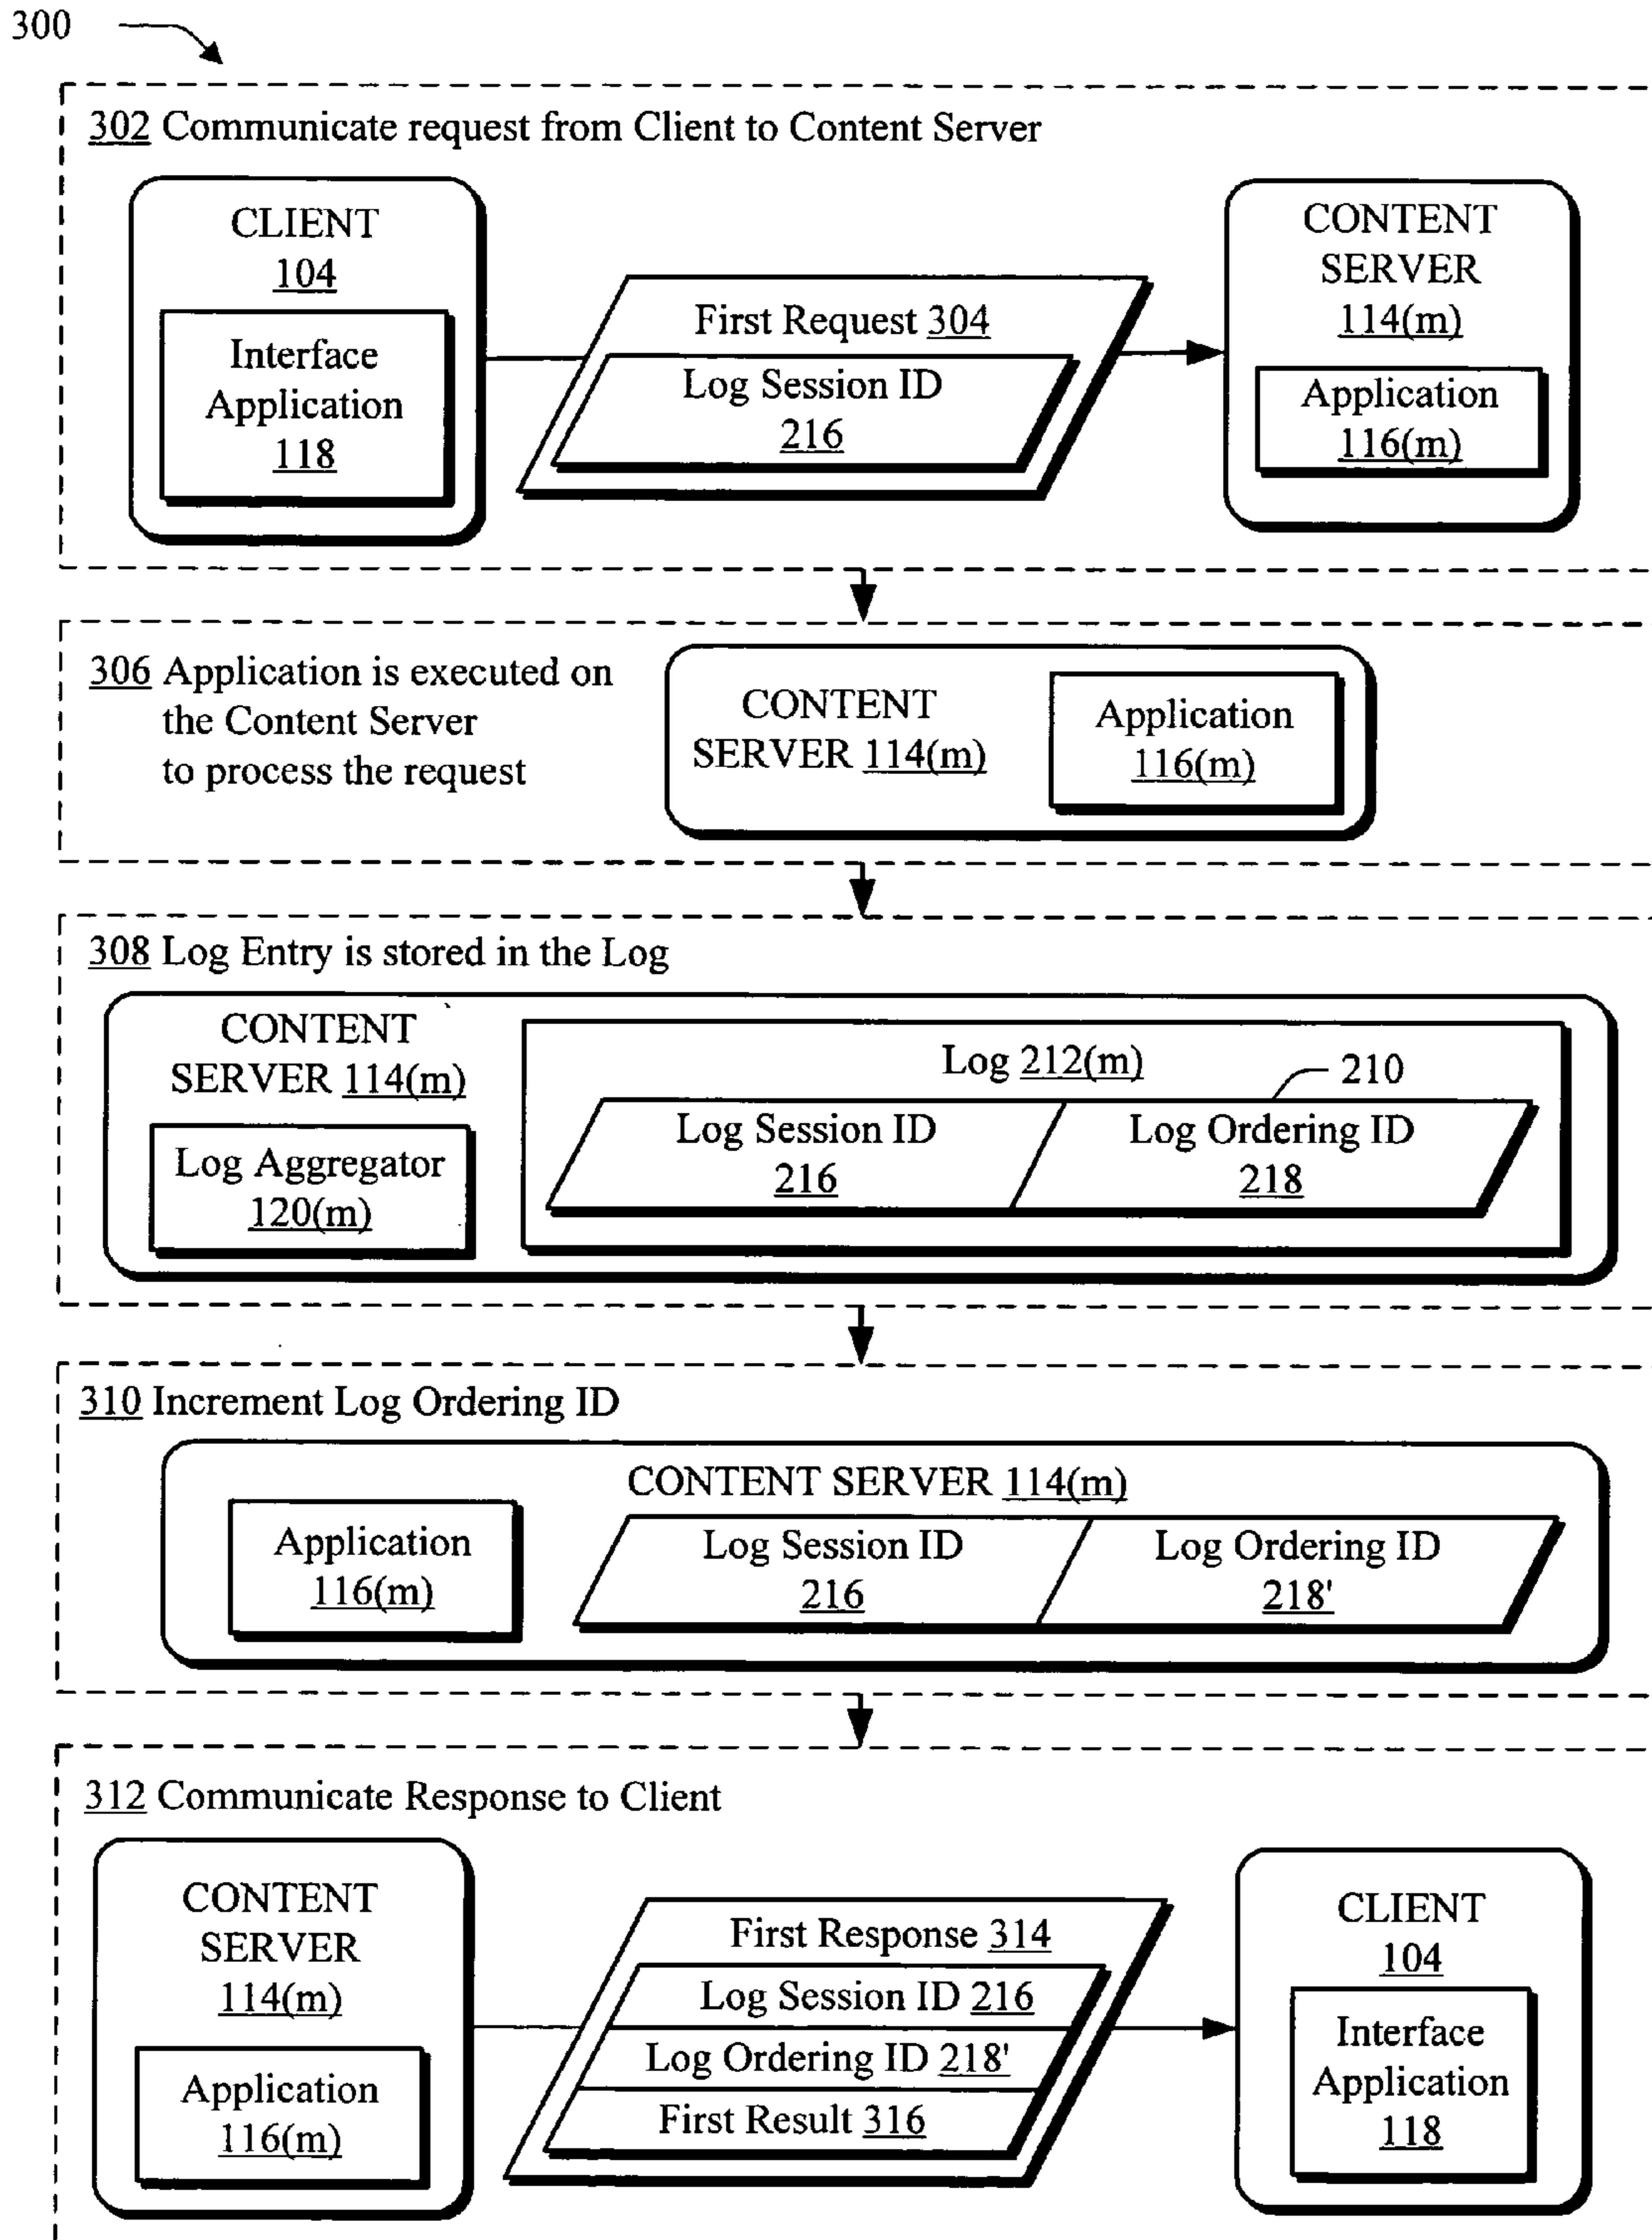 300
302 Communicate request from Client to Content Server
CLIENT
104
Interface
Application
118
First Request 304
Log Session ID
216
CONTENT
SERVER
114(m)
Application
116(m)
306 Application is executed on
the Content Server
to process the request
CONTENT
SERVER 114(m)
Application
116(m)
308 Log Entry is stored in the Log
CONTENT
SERVER 114(m)
Log Aggregator
120(m)
Log 212(m)
210
Log Session ID
216
Log Ordering ID
218
310 Increment Log Ordering ID
CONTENT SERVER 114(m)
Application
116(m)
Log Session ID
216
Log Ordering ID
218'
312 Communicate Response to Client
CONTENT
SERVER
114(m)
Application
116(m)
First Response 314
Log Session ID 216
Log Ordering ID 218'
First Result 316
CLIENT
104
Interface
Application
118